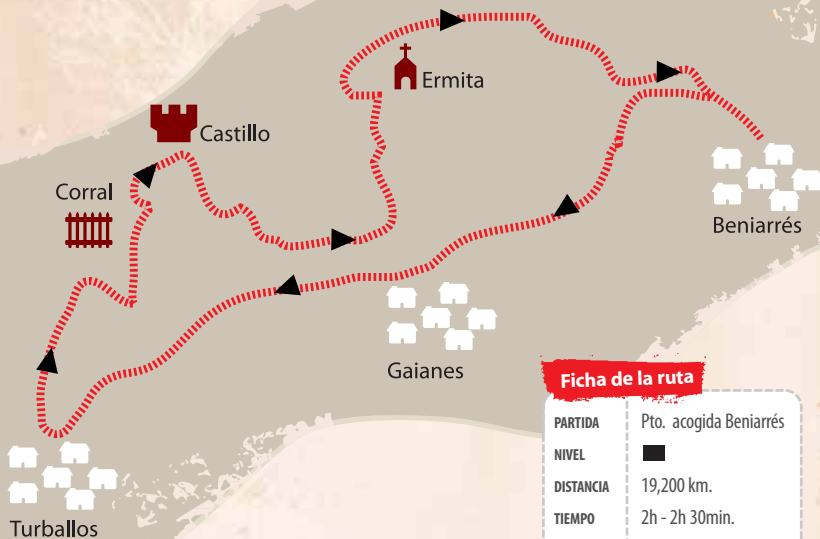 Ermita
Castillo
Corral
Beniarrés
Gaianes
Turballos
Ficha de la ruta
PARTIDA Pto. acogida Beniarrés
NIVEL
DISTANCIA 19,200 km.
TIEMPO 2h - 2h 30min.